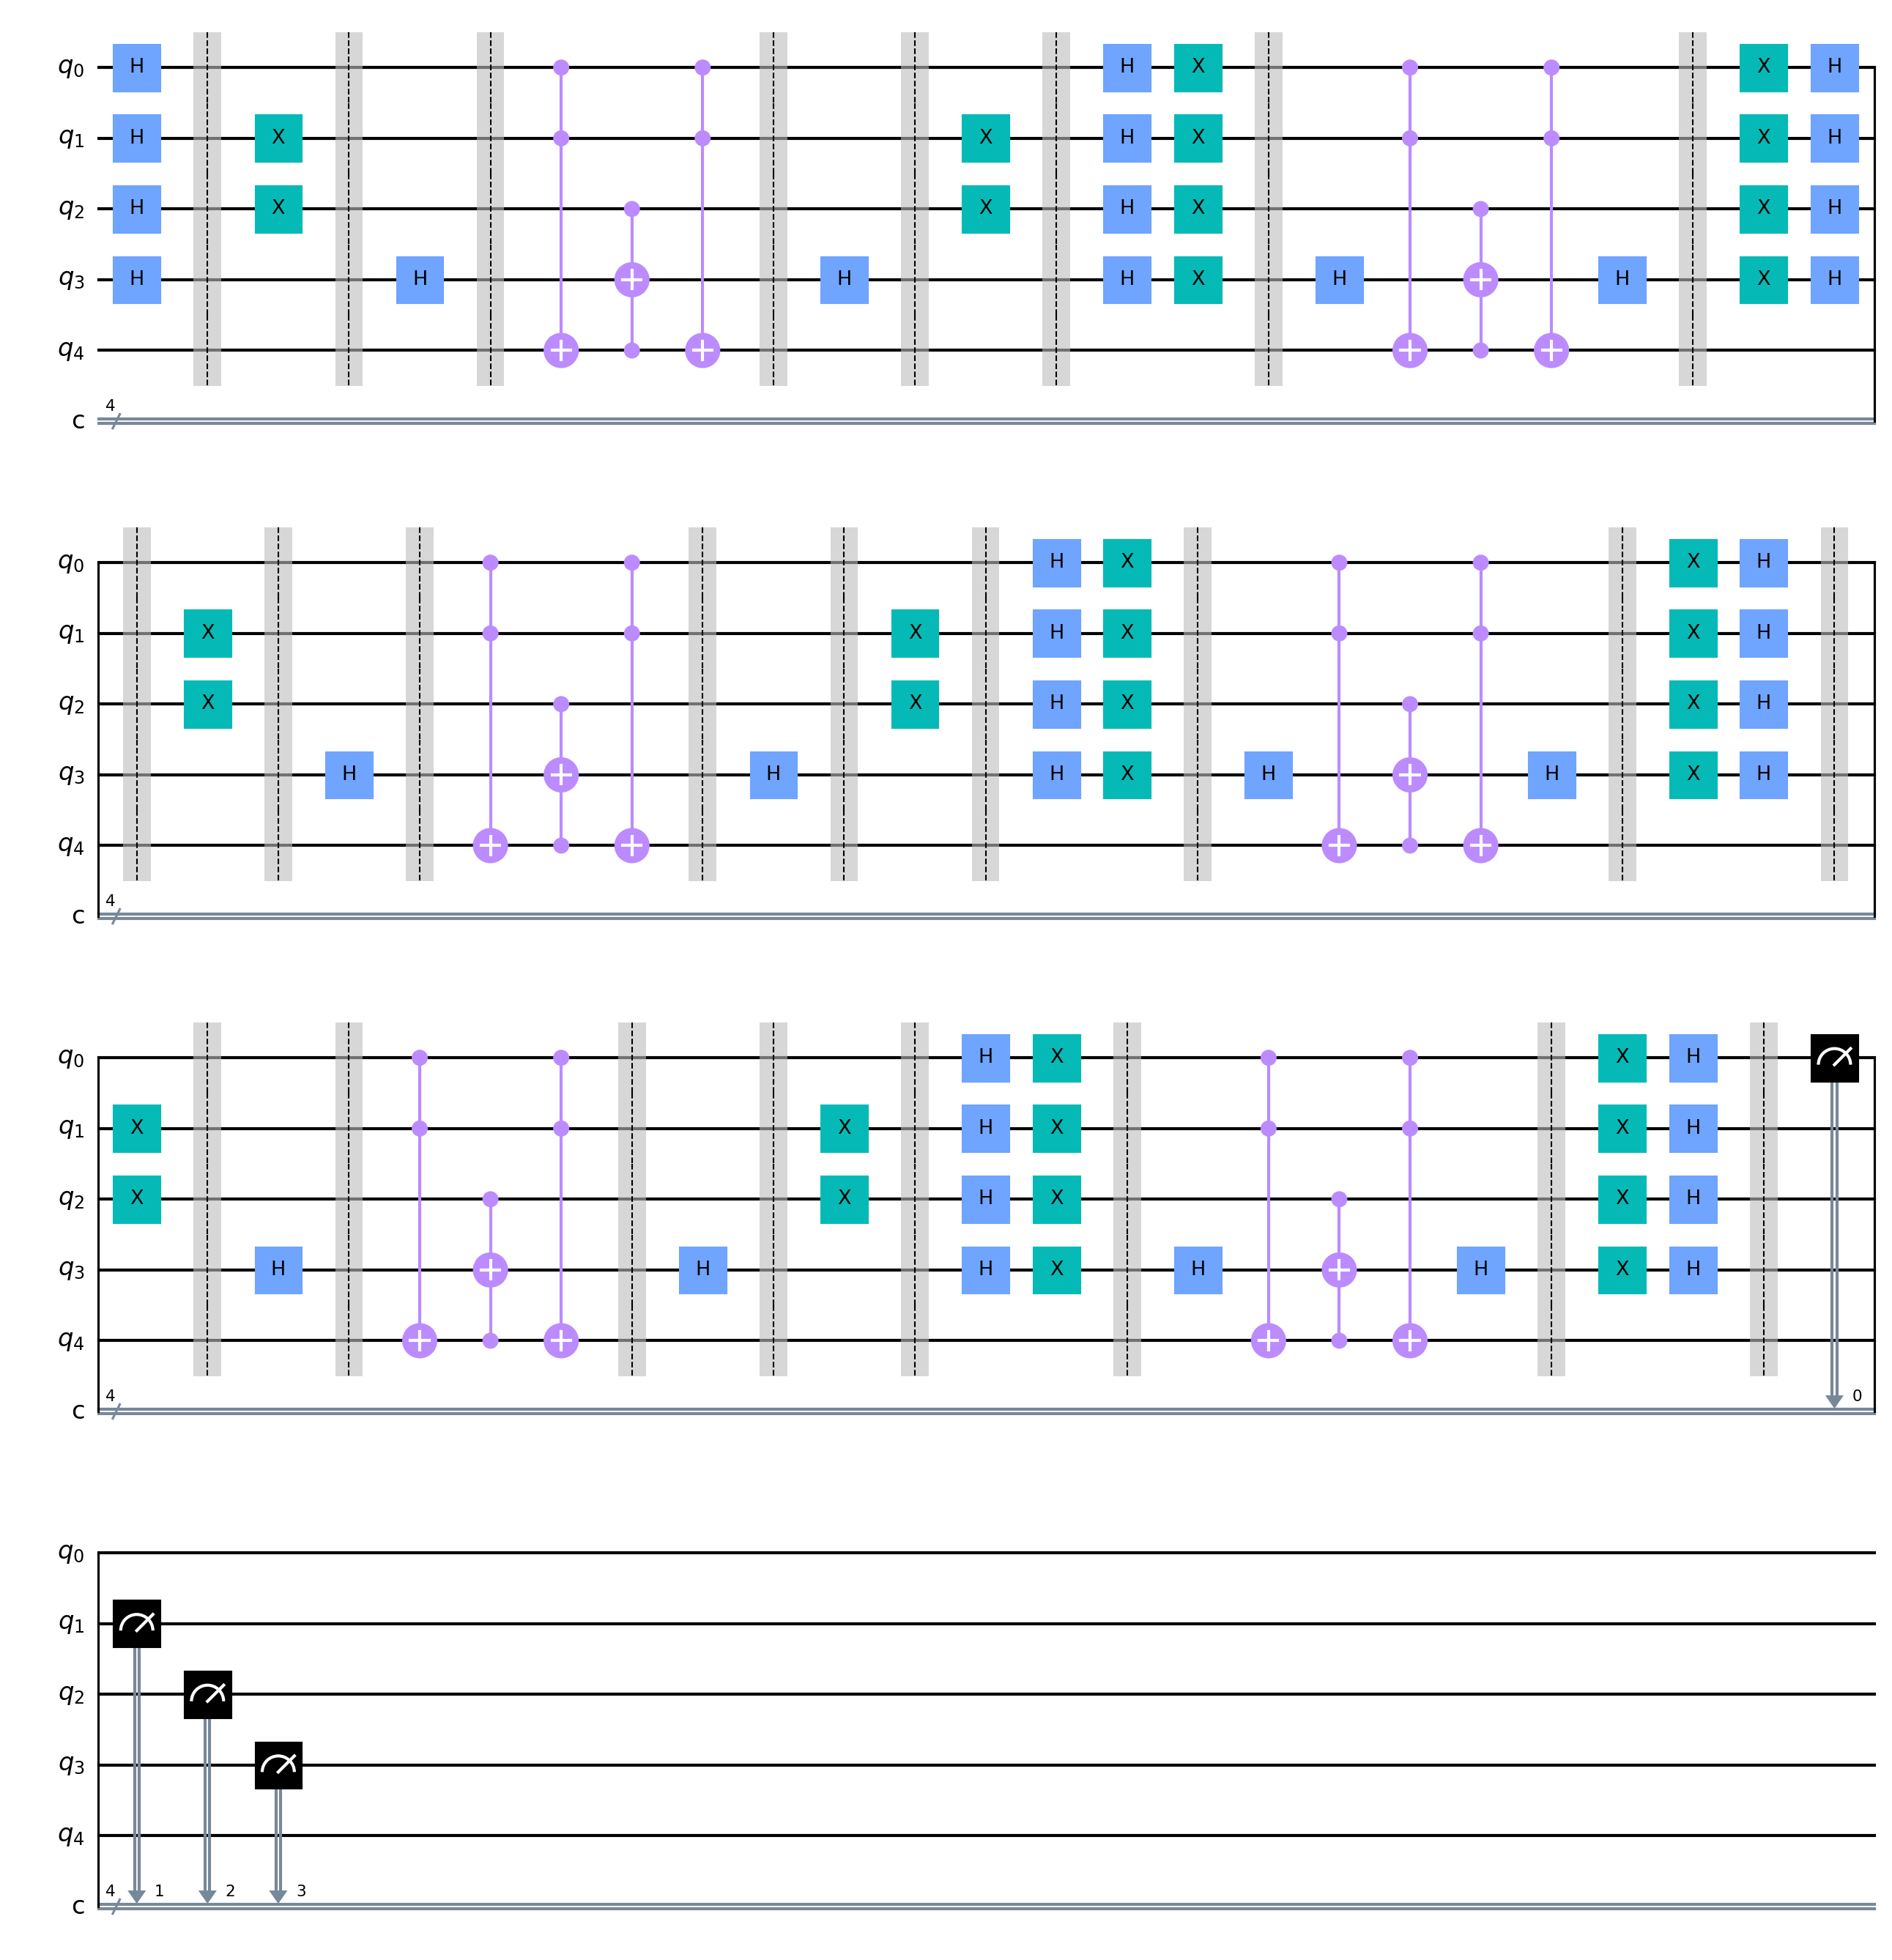 q0 H H X X H
q1 H X X H X X H
q2 H X X H X X H
q3 H H H H X H H X H
q4
c 4
q0 H X X H
q1 X X H X X H
q2 X X H X X H
q3 H H H X H H X H
q4
c 4
q0 H X X H
q1 X X H X X H
q2 X X H X X H
q3 H H H X H H X H
q4
c 4 0
q0
q1
q2
q3
q4
c 4 1 2 3